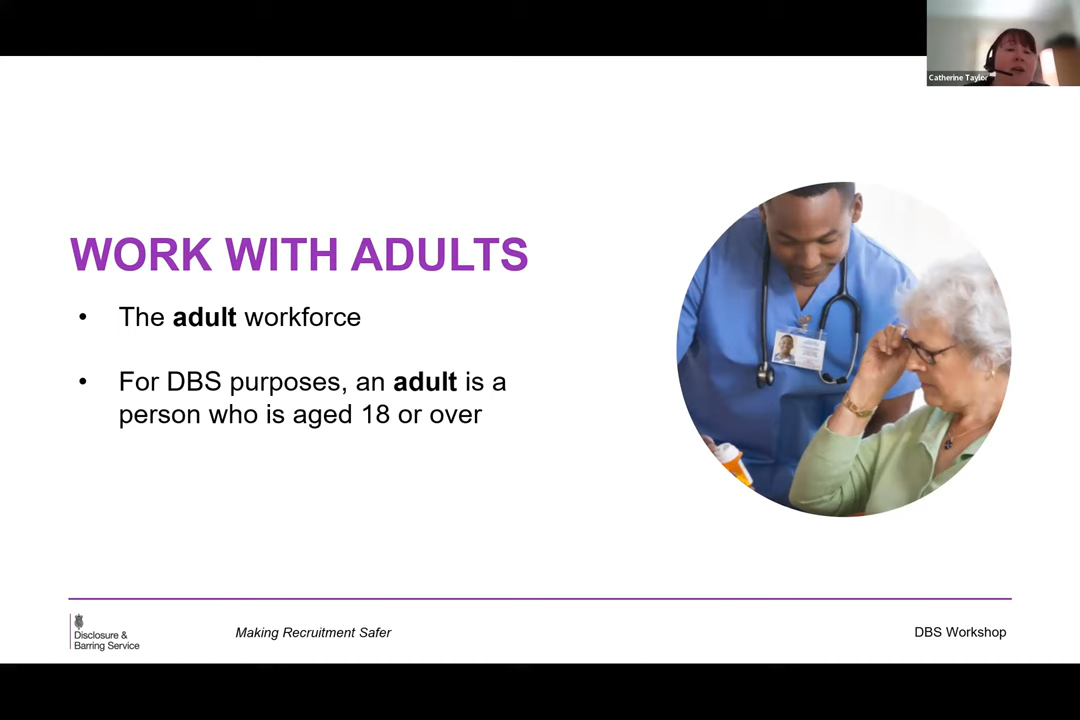 Catherine Taylor
WORK WITH ADULTS
• The adult workforce
• For DBS purposes, an adult is a
person who is aged 18 or over
Disclosure &
Barring Service
Making Recruitment Safer
DBS Workshop